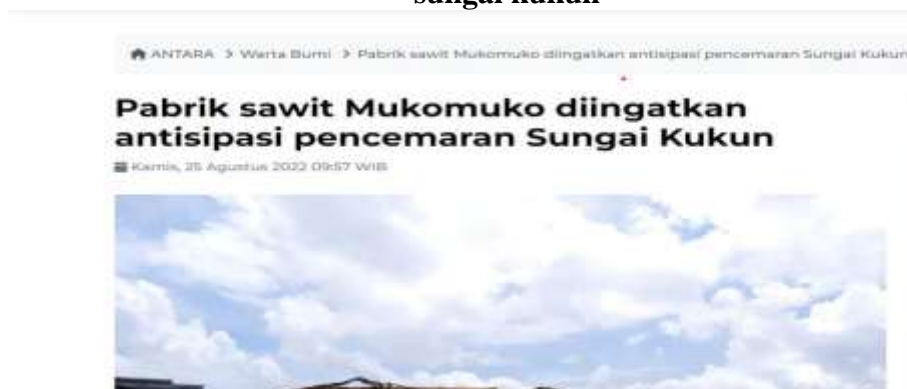 sungai kukun
ANTARA > Warta Bumi > Pabrik sawit Mukomuko diingatkan antisipasi pencemaran Sungai Kukun
Pabrik sawit Mukomuko diingatkan
antisipasi pencemaran Sungai Kukun
Kamis, 25 Agustus 2022 09:57 WIB